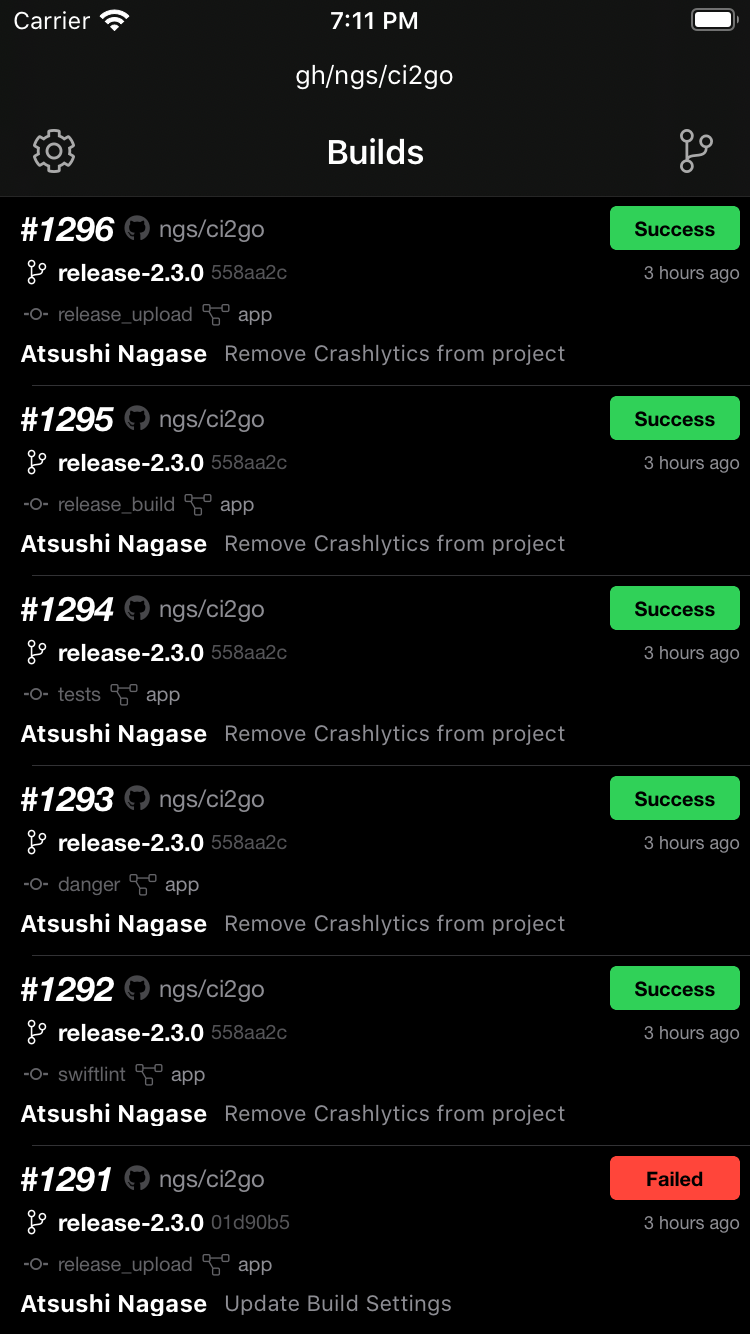 Carrier 7:11 PM
gh/ngs/ci2go
Builds
#1296 ngs/ci2go Success
release-2.3.0 558aa2c 3 hours ago
release_upload app
Atsushi Nagase Remove Crashlytics from project
#1295 ngs/ci2go Success
release-2.3.0 558aa2c 3 hours ago
release_build app
Atsushi Nagase Remove Crashlytics from project
#1294 ngs/ci2go Success
release-2.3.0 558aa2c 3 hours ago
tests app
Atsushi Nagase Remove Crashlytics from project
#1293 ngs/ci2go Success
release-2.3.0 558aa2c 3 hours ago
danger app
Atsushi Nagase Remove Crashlytics from project
#1292 ngs/ci2go Success
release-2.3.0 558aa2c 3 hours ago
swiftlint app
Atsushi Nagase Remove Crashlytics from project
#1291 ngs/ci2go Failed
release-2.3.0 01d90b5 3 hours ago
release_upload app
Atsushi Nagase Update Build Settings